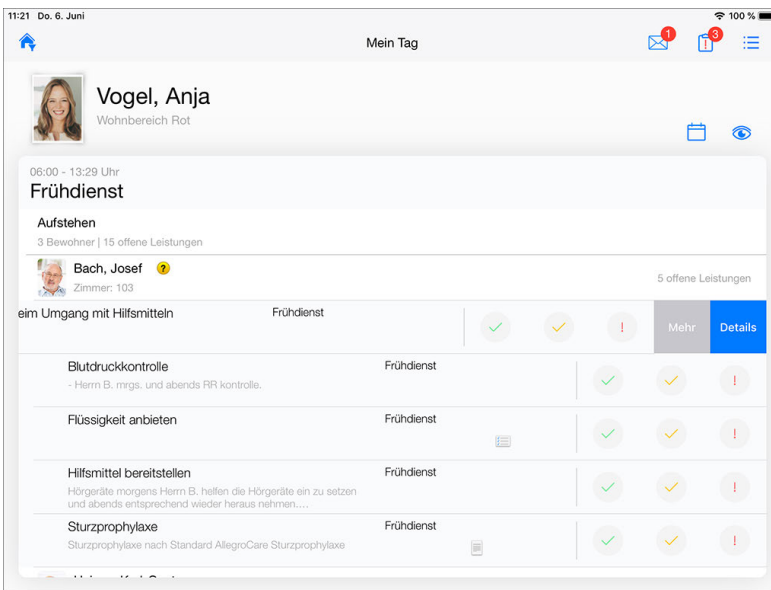 11:21 Do. 6. Juni
100 %
Mein Tag
1
3
Vogel, Anja
Wohnbereich Rot
06:00 - 13:29 Uhr
Frühdienst
Aufstehen
3 Bewohner | 15 offene Leistungen
Bach, Josef ?
Zimmer: 103
5 offene Leistungen
eim Umgang mit Hilfsmitteln
Frühdienst
!
Mehr
Details
Blutdruckkontrolle
Frühdienst
- Herrn B. mrgs. und abends RR kontrolle.
!
Flüssigkeit anbieten
Frühdienst
!
Hilfsmittel bereitstellen
Frühdienst
Hörgeräte morgens Herrn B. helfen die Hörgeräte ein zu setzen
und abends entsprechend wieder heraus nehmen....
!
Sturzprophylaxe
Frühdienst
Sturzprophylaxe nach Standard AllegroCare Sturzprophylaxe
!